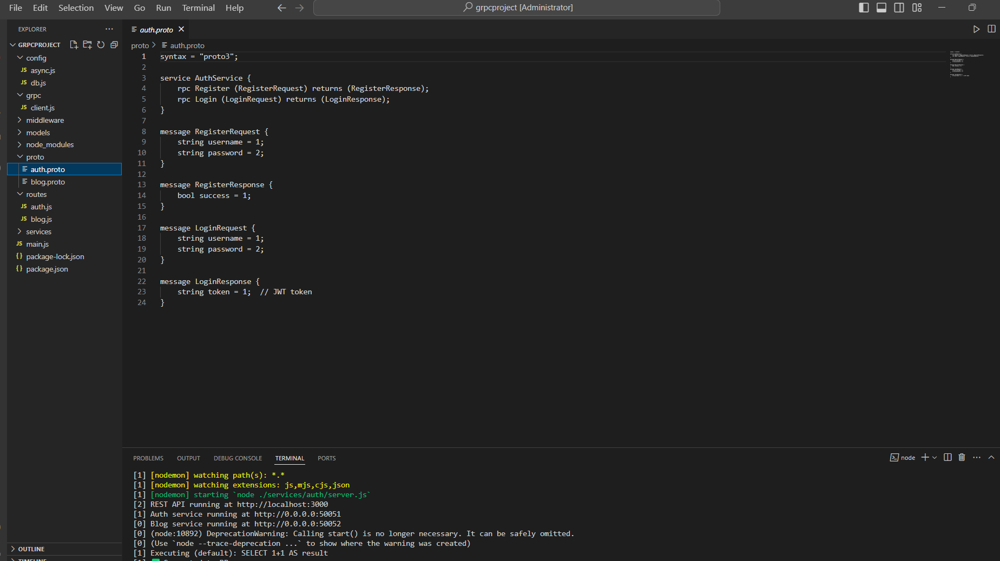 File Edit Selection View Go Run Terminal Help
grpcproject [Administrator]
EXPLORER
GRPCPROJECT
config
JS async.js
JS db.js
grpc
JS client.js
middleware
models
node_modules
proto
auth.proto
blog.proto
routes
JS auth.js
JS blog.js
services
JS main.js
{} package-lock.json
{} package.json
OUTLINE
TIMELINE
auth.proto
proto > auth.proto
1 syntax = "proto3";
2
3 service AuthService {
4 rpc Register (RegisterRequest) returns (RegisterResponse);
5 rpc Login (LoginRequest) returns (LoginResponse);
6 }
7
8 message RegisterRequest {
9 string username = 1;
10 string password = 2;
11 }
12
13 message RegisterResponse {
14 bool success = 1;
15 }
16
17 message LoginRequest {
18 string username = 1;
19 string password = 2;
20 }
21
22 message LoginResponse {
23 string token = 1;  // JWT token
24 }
PROBLEMS OUTPUT DEBUG CONSOLE TERMINAL PORTS
node
[1] [nodemon] watching path(s): *.*
[1] [nodemon] watching extensions: js,mjs,cjs,json
[1] [nodemon] starting `node ./services/auth/server.js`
[2] REST API running at http://localhost:3000
[1] Auth service running at http://0.0.0.0:50051
[0] Blog service running at http://0.0.0.0:50052
[0] (node:10892) DeprecationWarning: Calling start() is no longer necessary. It can be safely omitted.
[0] (Use `node --trace-deprecation ...` to show where the warning was created)
[1] Executing (default): SELECT 1+1 AS result